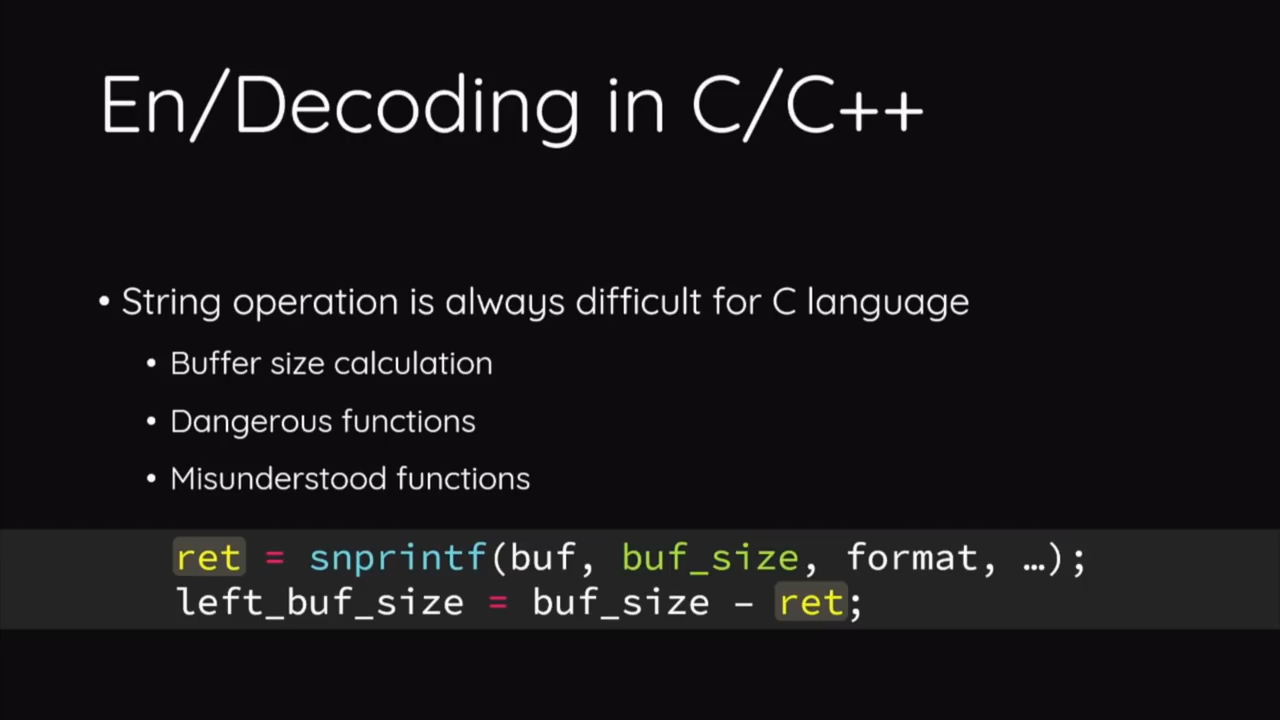 En/Decoding in C/C++
• String operation is always difficult for C language
• Buffer size calculation
• Dangerous functions
• Misunderstood functions
ret = snprintf(buf, buf_size, format, …);
left_buf_size = buf_size – ret;